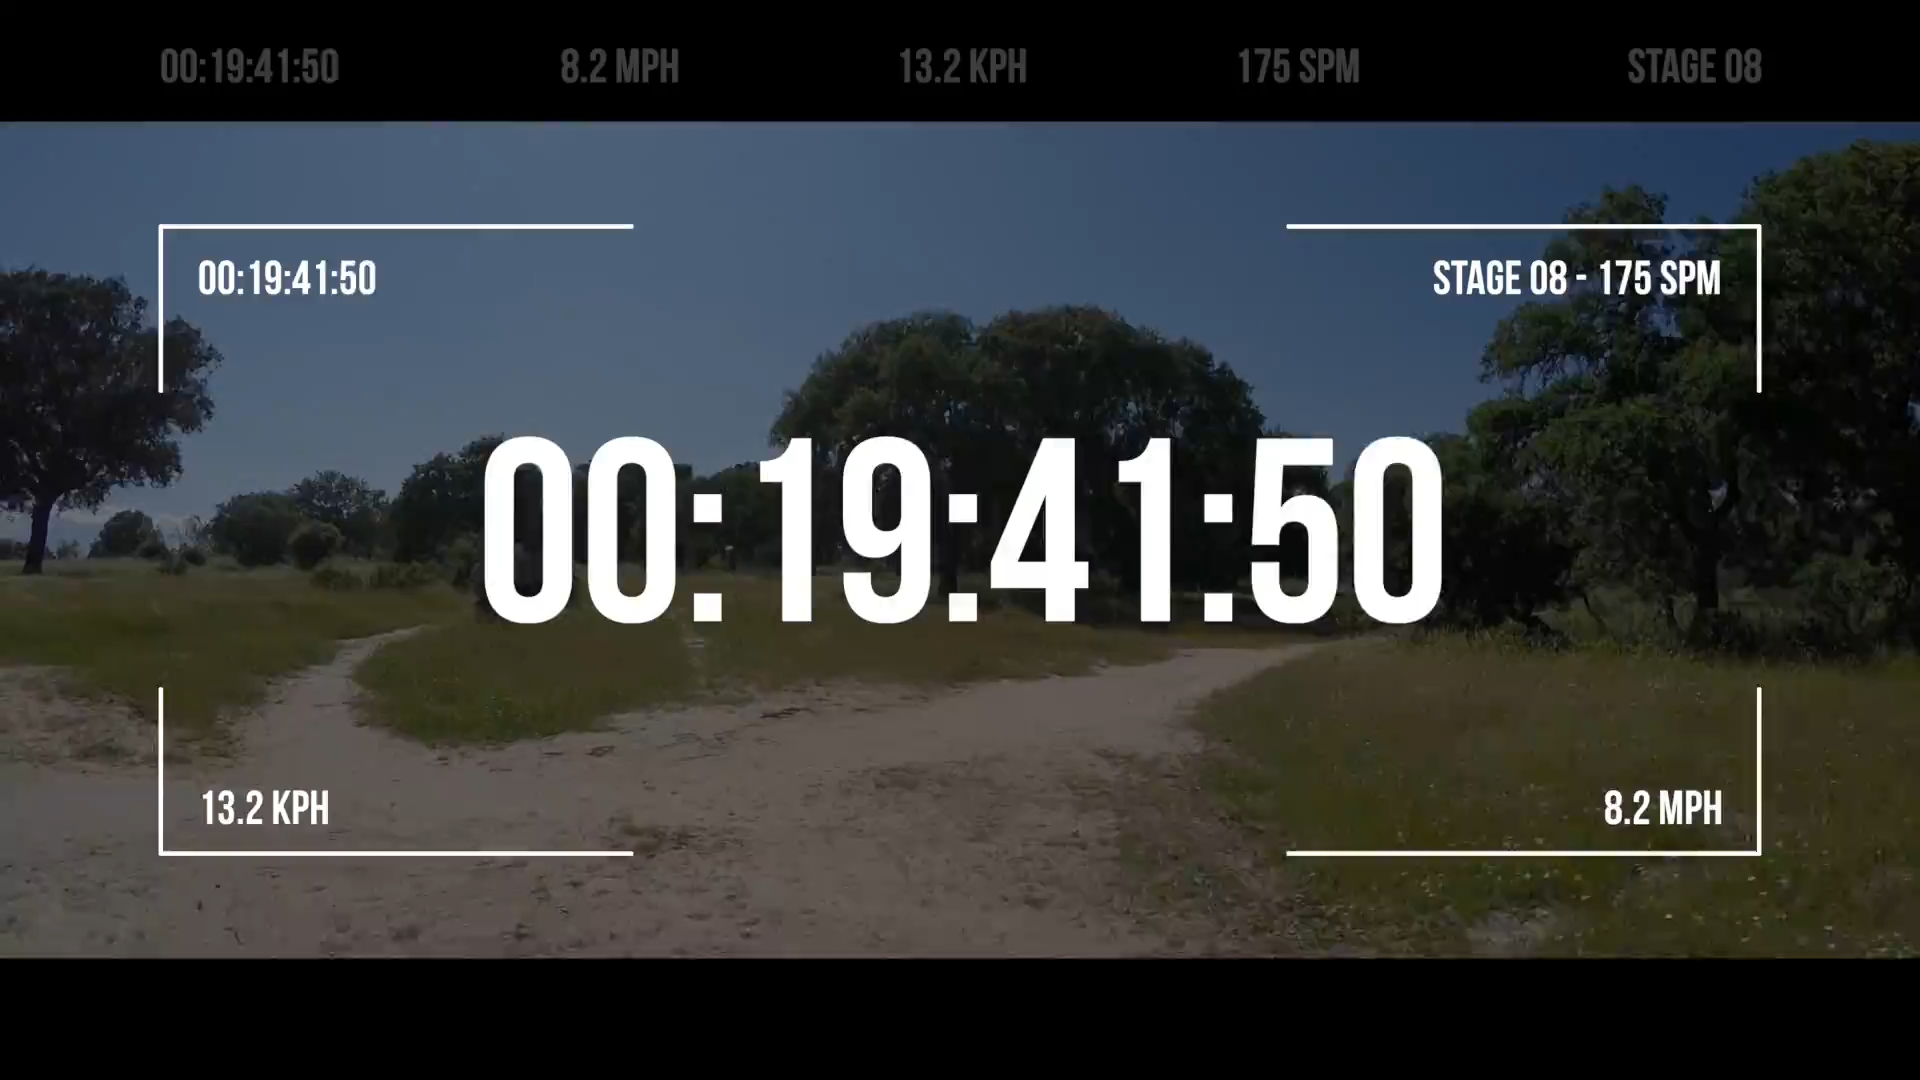 00:19:41:50 8.2 MPH 13.2 KPH 175 SPM STAGE 08
00:19:41:50 STAGE 08 - 175 SPM
00:19:41:50
13.2 KPH 8.2 MPH